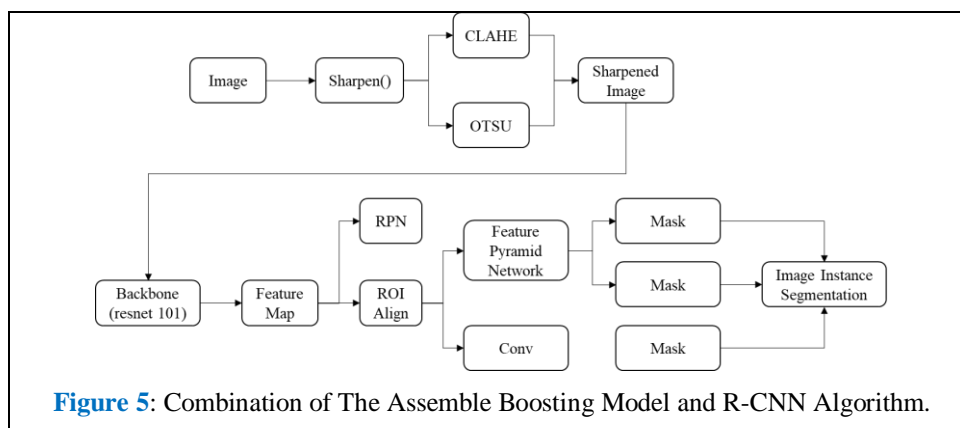 CLAHE
Image
Sharpen()
Sharpened
Image
OTSU
RPN
Feature
Pyramid
Network
Mask
Backbone
(resnet 101)
Feature
Map
ROI
Align
Mask
Image Instance
Segmentation
Conv
Mask
Figure 5: Combination of The Assemble Boosting Model and R-CNN Algorithm.